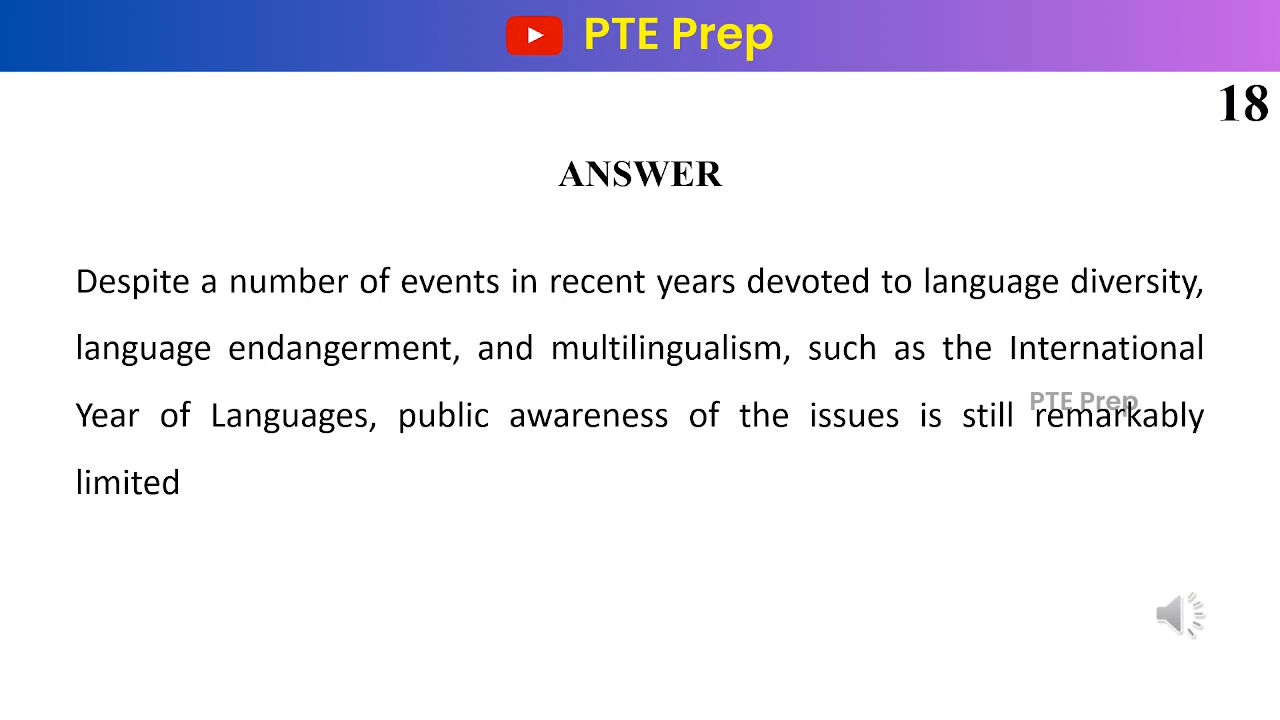 PTE Prep
18
ANSWER
Despite a number of events in recent years devoted to language diversity,
language endangerment, and multilingualism, such as the International
Year of Languages, public awareness of the issues is still remarkably
limited
PTE Prep